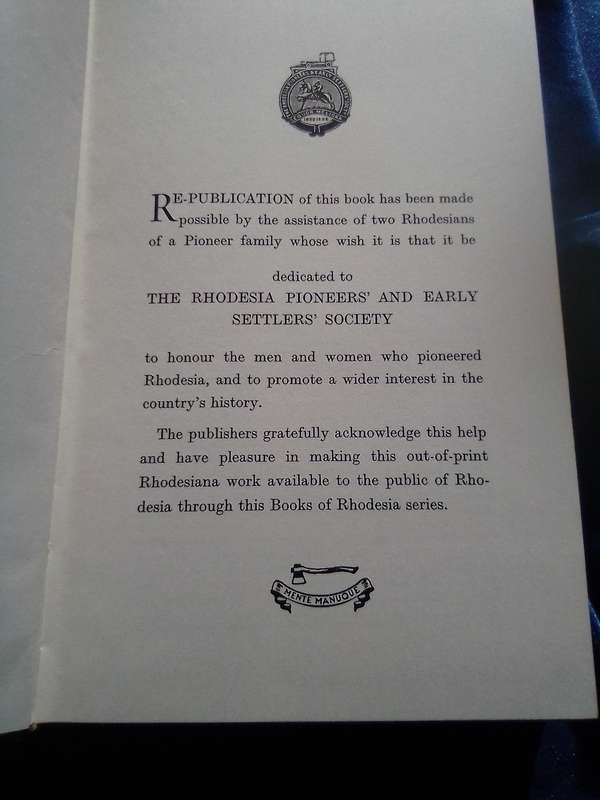 RE-PUBLICATION of this book has been made
possible by the assistance of two Rhodesians
of a Pioneer family whose wish it is that it be
dedicated to
THE RHODESIA PIONEERS' AND EARLY
SETTLERS' SOCIETY
to honour the men and women who pioneered
Rhodesia, and to promote a wider interest in the
country's history.
The publishers gratefully acknowledge this help
and have pleasure in making this out-of-print
Rhodesiana work available to the public of Rho-
desia through this Books of Rhodesia series.
MENTE MANUQUE